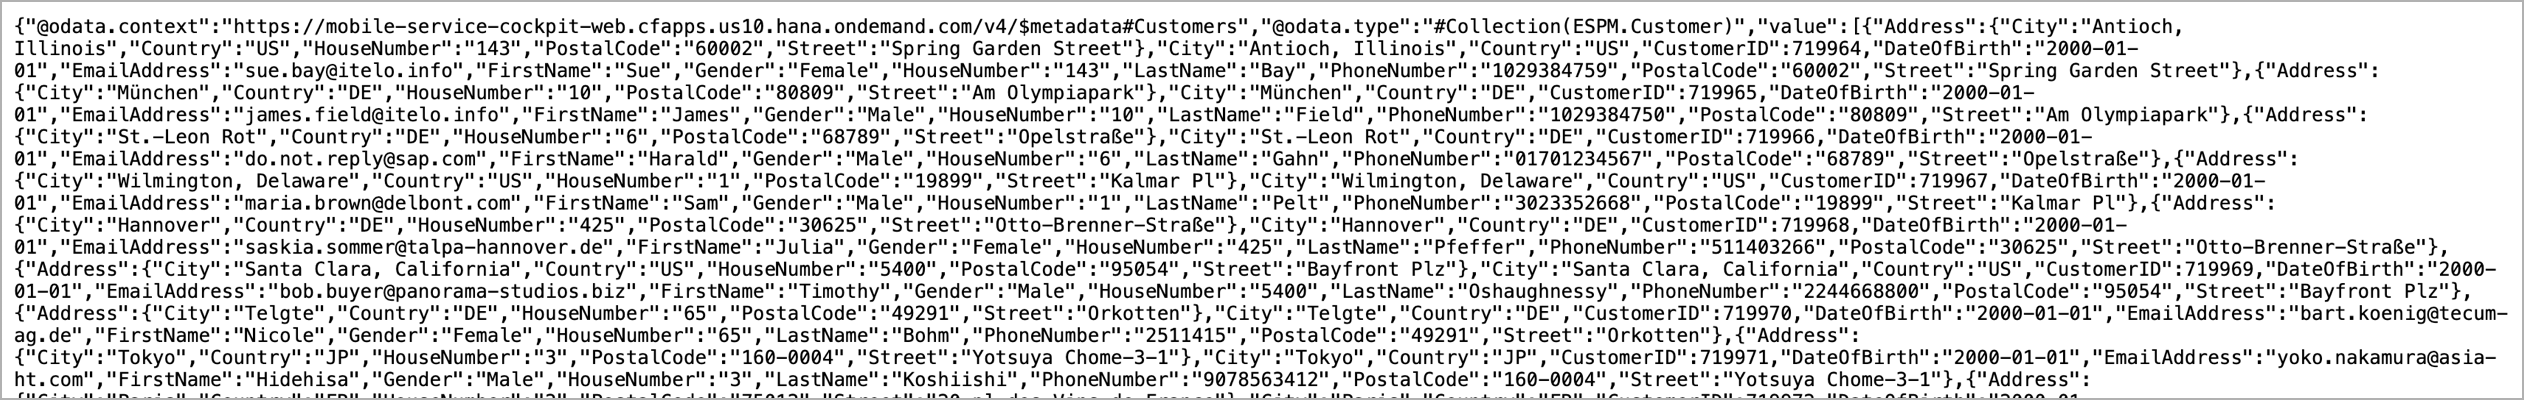 {"@odata.context":"https://mobile-service-cockpit-web.cfapps.us10.hana.ondemand.com/v4/$metadata#Customers","@odata.type":"#Collection(ESPM.Customer)","value":[{"Address":{"City":"Antioch,
Illinois","Country":"US","HouseNumber":"143","PostalCode":"60002","Street":"Spring Garden Street"},"City":"Antioch, Illinois","Country":"US","CustomerID":719964,"DateOfBirth":"2000-01-
01","EmailAddress":"sue.bay@itelo.info","FirstName":"Sue","Gender":"Female","HouseNumber":"143","LastName":"Bay","PhoneNumber":"1029384759","PostalCode":"60002","Street":"Spring Garden Street"},{"Address":
{"City":"München","Country":"DE","HouseNumber":"10","PostalCode":"80809","Street":"Am Olympiapark"},"City":"München","Country":"DE","CustomerID":719965,"DateOfBirth":"2000-01-
01","EmailAddress":"james.field@itelo.info","FirstName":"James","Gender":"Male","HouseNumber":"10","LastName":"Field","PhoneNumber":"1029384750","PostalCode":"80809","Street":"Am Olympiapark"},{"Address":
{"City":"St.-Leon Rot","Country":"DE","HouseNumber":"6","PostalCode":"68789","Street":"Opelstraße"},"City":"St.-Leon Rot","Country":"DE","CustomerID":719966,"DateOfBirth":"2000-01-
01","EmailAddress":"do.not.reply@sap.com","FirstName":"Harald","Gender":"Male","HouseNumber":"6","LastName":"Gahn","PhoneNumber":"01701234567","PostalCode":"68789","Street":"Opelstraße"},{"Address":
{"City":"Wilmington, Delaware","Country":"US","HouseNumber":"1","PostalCode":"19899","Street":"Kalmar Pl"},"City":"Wilmington, Delaware","Country":"US","CustomerID":719967,"DateOfBirth":"2000-01-
01","EmailAddress":"maria.brown@delbont.com","FirstName":"Sam","Gender":"Male","HouseNumber":"1","LastName":"Pelt","PhoneNumber":"3023352668","PostalCode":"19899","Street":"Kalmar Pl"},{"Address":
{"City":"Hannover","Country":"DE","HouseNumber":"425","PostalCode":"30625","Street":"Otto-Brenner-Straße"},"City":"Hannover","Country":"DE","CustomerID":719968,"DateOfBirth":"2000-01-
01","EmailAddress":"saskia.sommer@talpa-hannover.de","FirstName":"Julia","Gender":"Female","HouseNumber":"425","LastName":"Pfeffer","PhoneNumber":"511403266","PostalCode":"30625","Street":"Otto-Brenner-Straße"},
{"Address":{"City":"Santa Clara, California","Country":"US","HouseNumber":"5400","PostalCode":"95054","Street":"Bayfront Plz"},"City":"Santa Clara, California","Country":"US","CustomerID":719969,"DateOfBirth":"2000-
01-01","EmailAddress":"bob.buyer@panorama-studios.biz","FirstName":"Timothy","Gender":"Male","HouseNumber":"5400","LastName":"Oshaughnessy","PhoneNumber":"2244668800","PostalCode":"95054","Street":"Bayfront Plz"},
{"Address":{"City":"Telgte","Country":"DE","HouseNumber":"65","PostalCode":"49291","Street":"Orkotten"},"City":"Telgte","Country":"DE","CustomerID":719970,"DateOfBirth":"2000-01-01","EmailAddress":"bart.koenig@tecum-
ag.de","FirstName":"Nicole","Gender":"Female","HouseNumber":"65","LastName":"Bohm","PhoneNumber":"2511415","PostalCode":"49291","Street":"Orkotten"},{"Address":
{"City":"Tokyo","Country":"JP","HouseNumber":"3","PostalCode":"160-0004","Street":"Yotsuya Chome-3-1"},"City":"Tokyo","Country":"JP","CustomerID":719971,"DateOfBirth":"2000-01-01","EmailAddress":"yoko.nakamura@asia-
ht.com","FirstName":"Hidehisa","Gender":"Male","HouseNumber":"3","LastName":"Koshiishi","PhoneNumber":"9078563412","PostalCode":"160-0004","Street":"Yotsuya Chome-3-1"},{"Address":